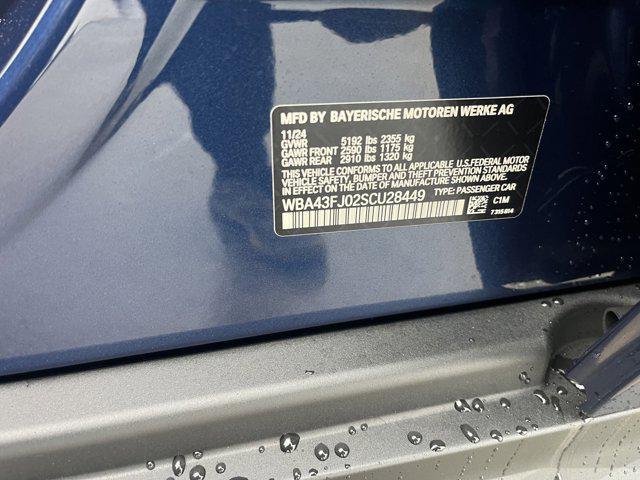 MFD BY BAYERISCHE MOTOREN WERKE AG
11/24
GVWR 5192 lbs 2355 kg
GAWR FRONT 2590 lbs 1175 kg
GAWR REAR 2910 lbs 1320 kg
THIS VEHICLE CONFORMS TO ALL APPLICABLE U.S.FEDERAL MOTOR
VEHICLE SAFETY, BUMPER AND THEFT PREVENTION STANDARDS
IN EFFECT ON THE DATE OF MANUFACTURE SHOWN ABOVE.
WBA43FJ02SCU28449 TYPE: PASSENGER CAR
C1M
7315614